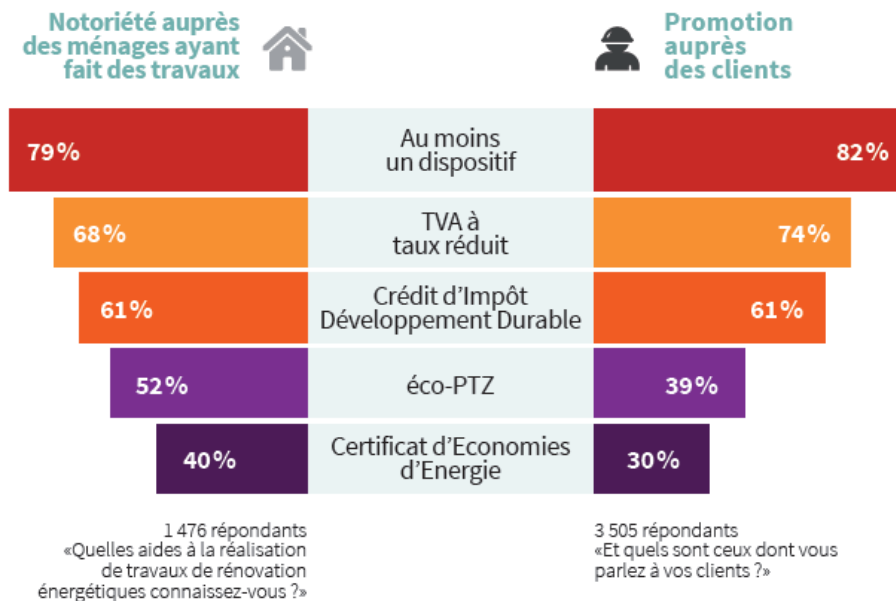 Notoriété auprès
des ménages ayant
fait des travaux
Promotion
auprès
des clients
79%
Au moins
un dispositif
82%
68%
TVA à
taux réduit
74%
61%
Crédit d'Impôt
Développement Durable
61%
52%
éco-PTZ
39%
40%
Certificat d'Economies
d'Energie
30%
1 476 répondants
«Quelles aides à la réalisation
de travaux de rénovation
énergétiques connaissez-vous ?»
3 505 répondants
«Et quels sont ceux dont vous
parlez à vos clients ?»